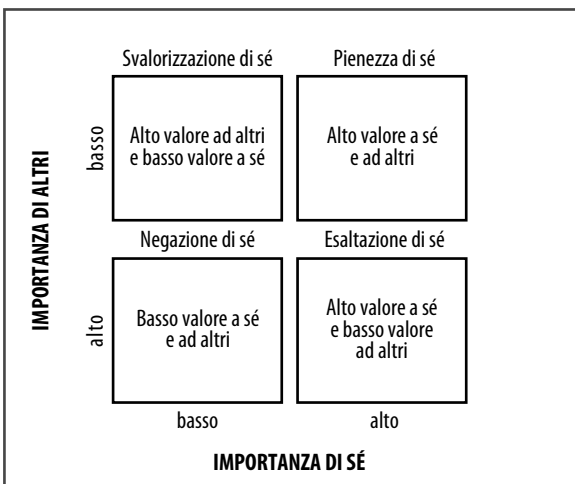 Svalorizzazione di sé
Pienezza di sé
IMPORTANZA DI ALTRI
basso
Alto valore ad altri
e basso valore a sé
Alto valore a sé
e ad altri
Negazione di sé
Esaltazione di sé
alto
Basso valore a sé
e ad altri
Alto valore a sé
e basso valore
ad altri
basso
alto
IMPORTANZA DI SÉ